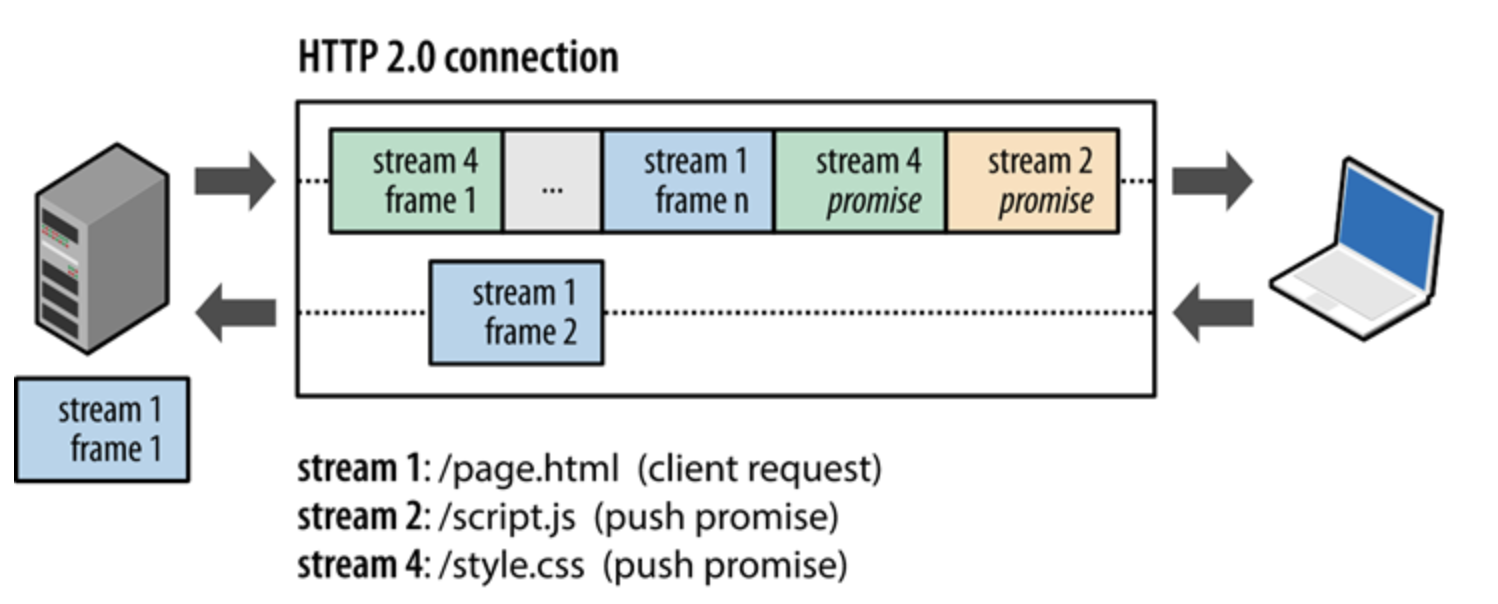 HTTP 2.0 connection
stream 4
frame 1
...
stream 1
frame n
stream 4
promise
stream 2
promise
stream 1
frame 2
stream 1
frame 1
stream 1: /page.html (client request)
stream 2: /script.js (push promise)
stream 4: /style.css (push promise)